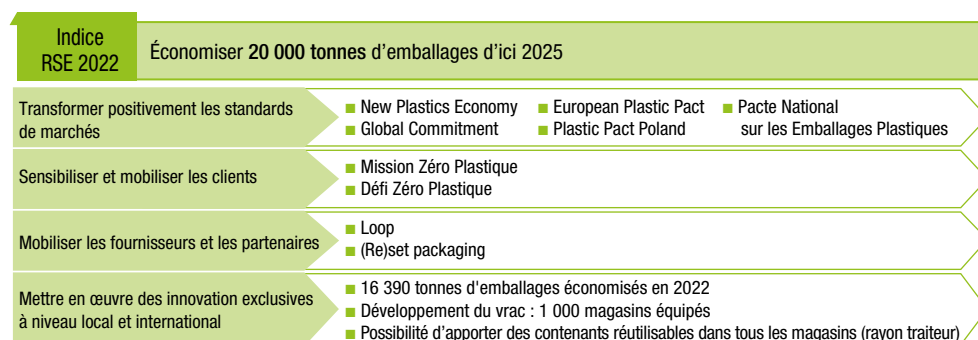 Indice
RSE 2022
Économiser 20 000 tonnes d’emballages d’ici 2025
Transformer positivement les standards
de marchés
■ New Plastics Economy
■ Global Commitment
■ European Plastic Pact
■ Plastic Pact Poland
■ Pacte National
sur les Emballages Plastiques
Sensibiliser et mobiliser les clients
■ Mission Zéro Plastique
■ Défi Zéro Plastique
Mobiliser les fournisseurs et les partenaires
■ Loop
■ (Re)set packaging
Mettre en œuvre des innovation exclusives
à niveau local et international
■ 16 390 tonnes d'emballages économisés en 2022
■ Développement du vrac : 1 000 magasins équipés
■ Possibilité d’apporter des contenants réutilisables dans tous les magasins (rayon traiteur)